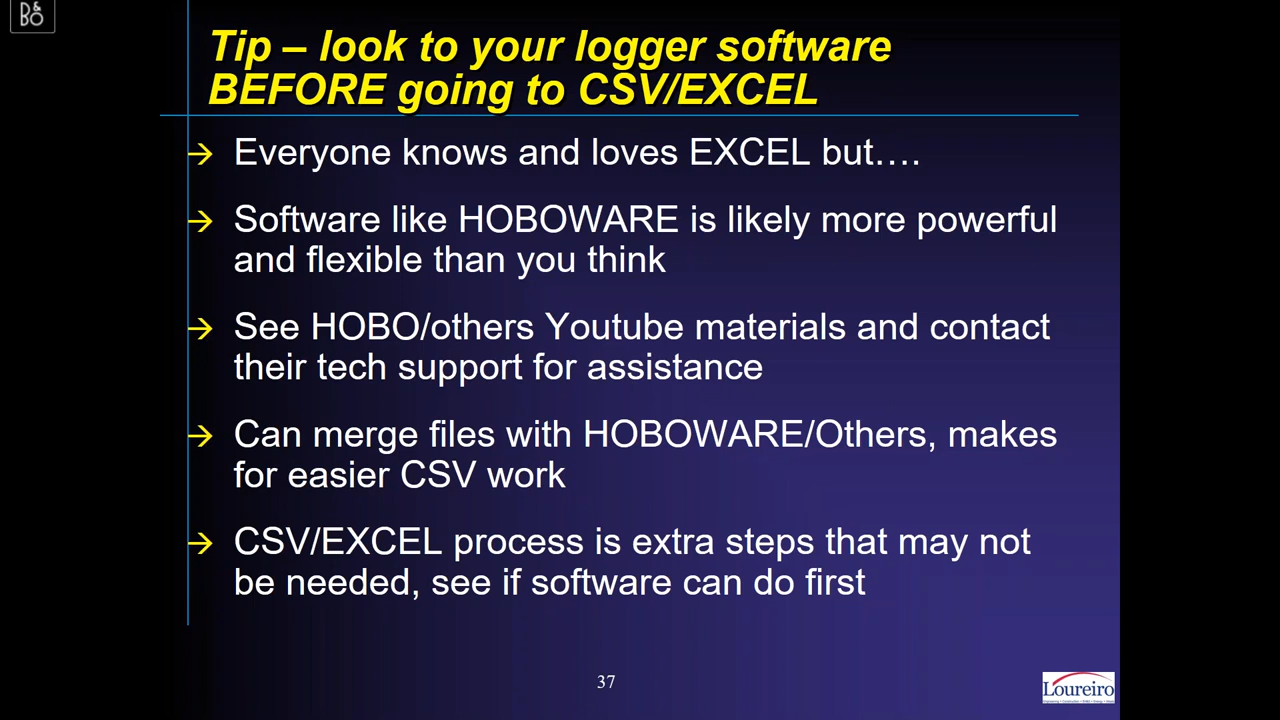 B&O
Tip – look to your logger software
BEFORE going to CSV/EXCEL
→ Everyone knows and loves EXCEL but….
→ Software like HOBOWARE is likely more powerful
and flexible than you think
→ See HOBO/others Youtube materials and contact
their tech support for assistance
→ Can merge files with HOBOWARE/Others, makes
for easier CSV work
→ CSV/EXCEL process is extra steps that may not
be needed, see if software can do first
37
Loureiro